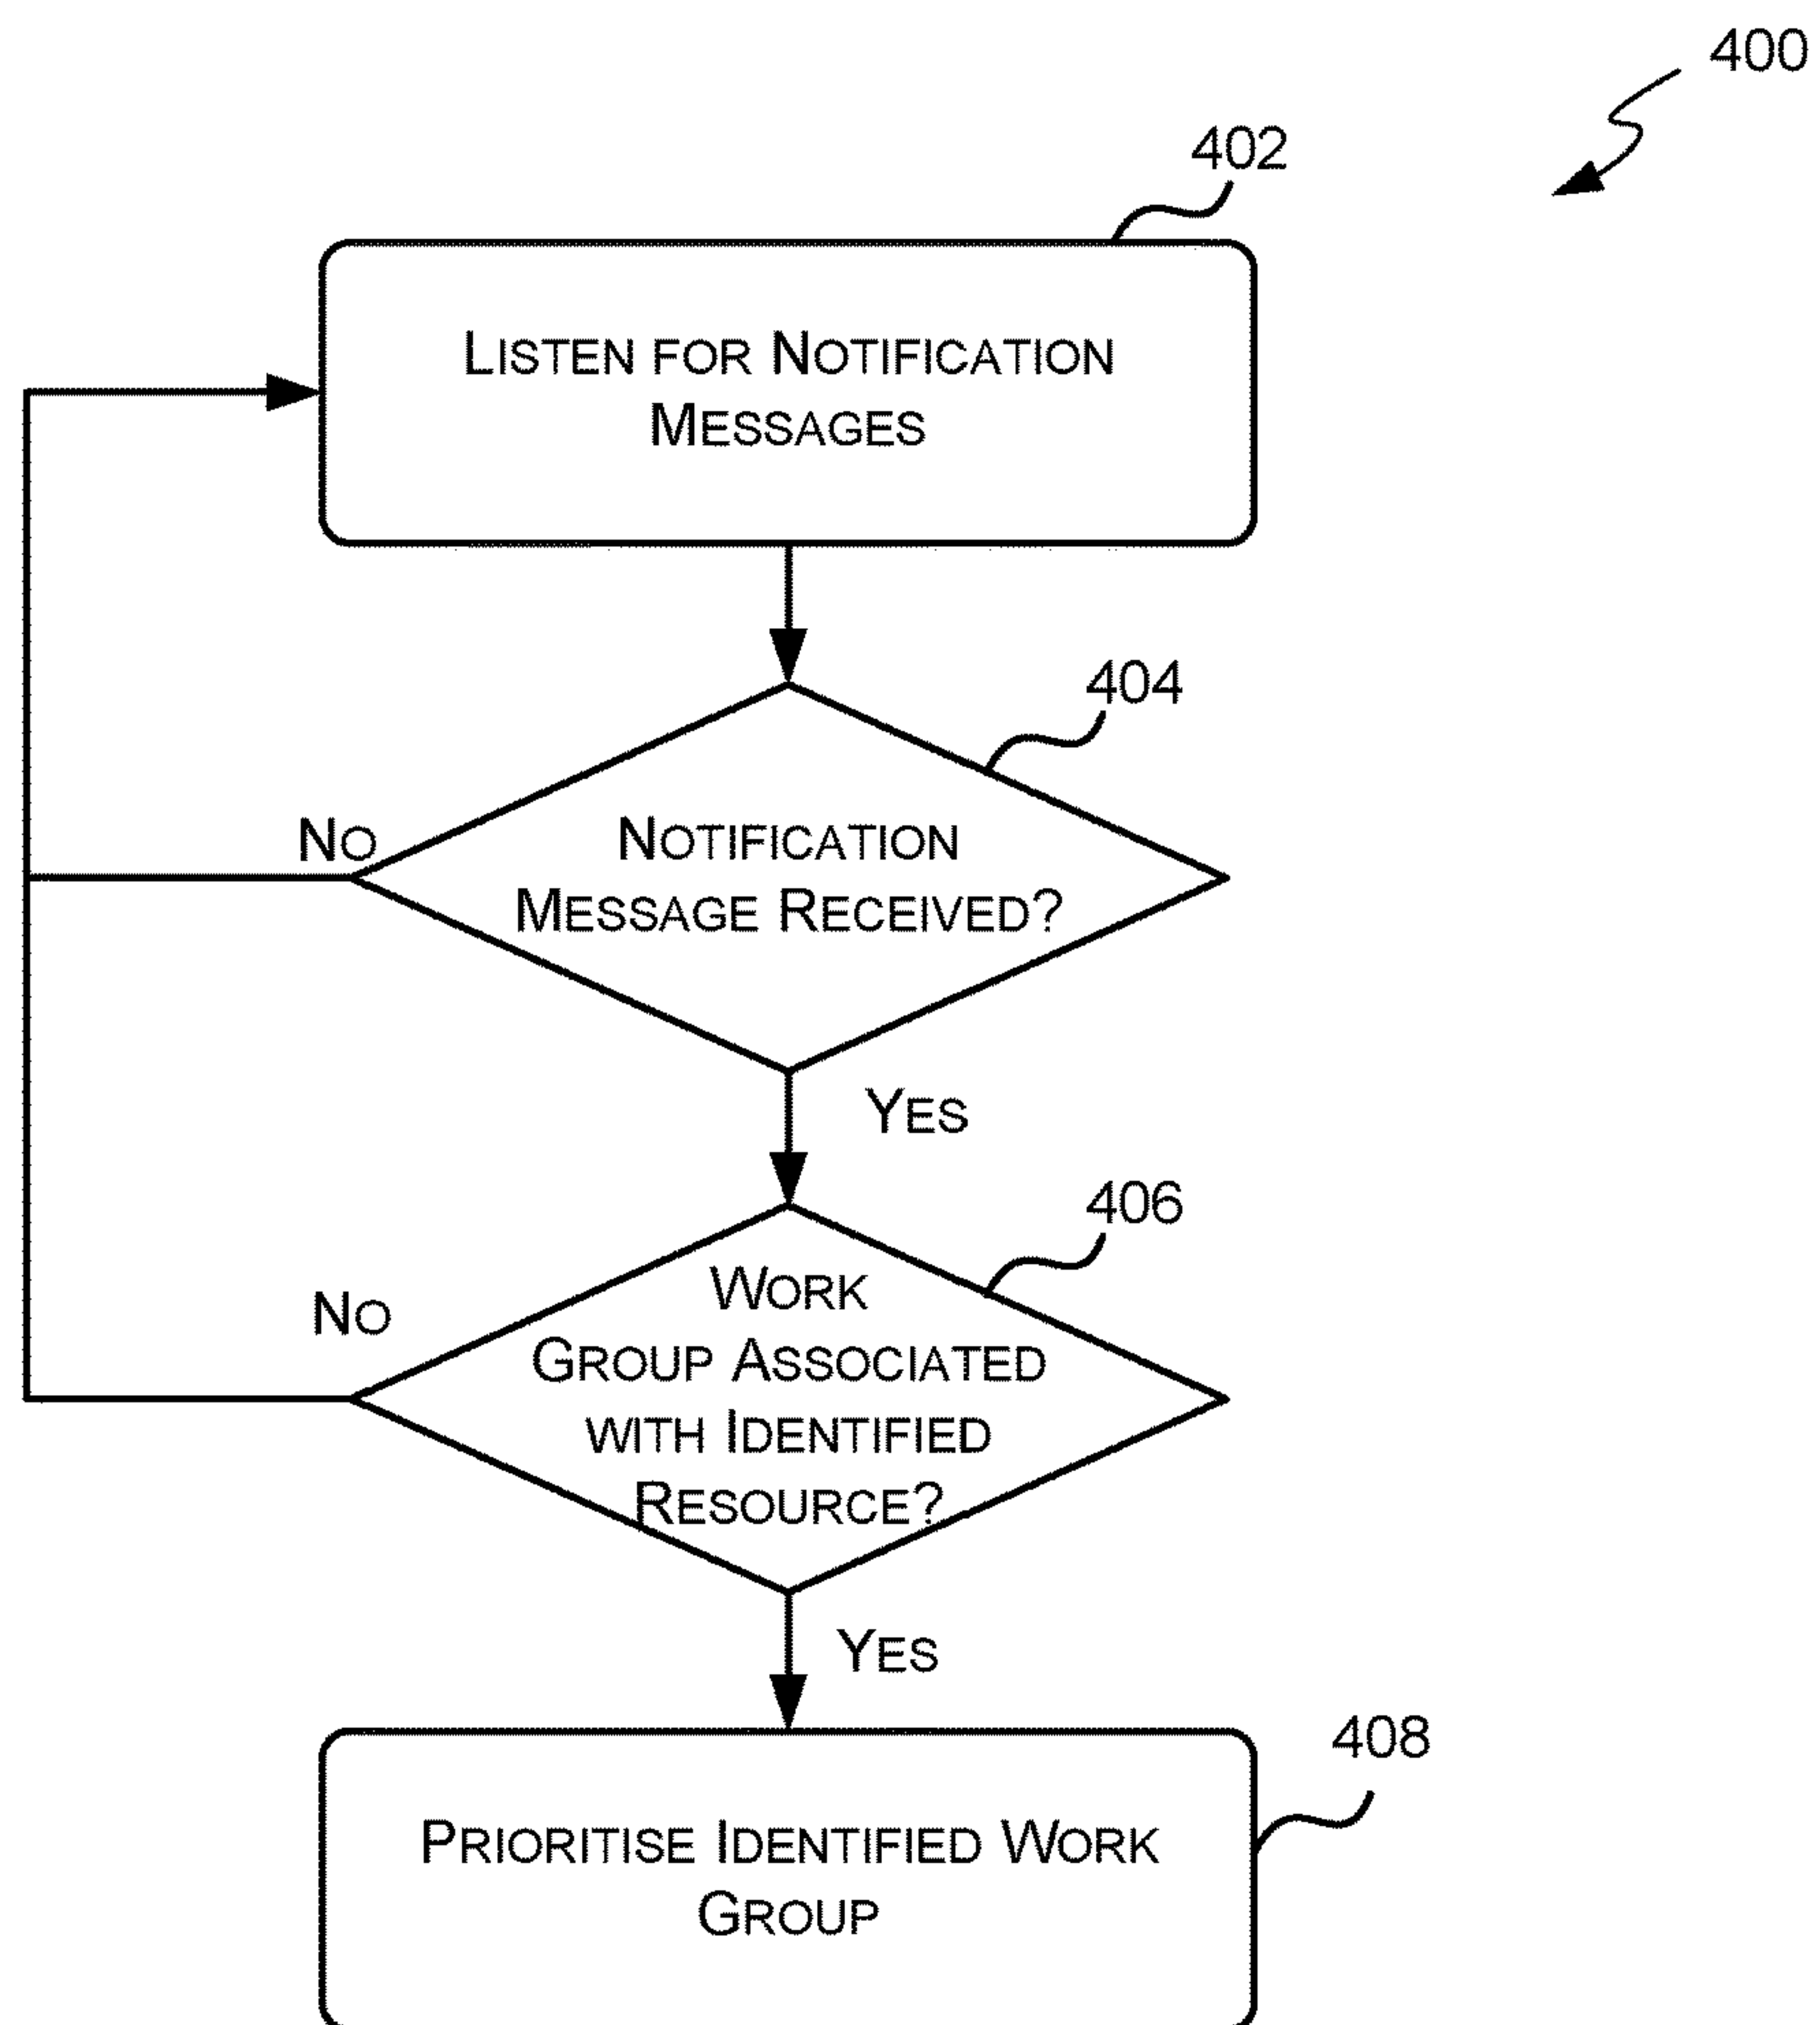 400
402
LISTEN FOR NOTIFICATION
MESSAGES
404
NO
NOTIFICATION
MESSAGE RECEIVED?
YES
406
NO
WORK
GROUP ASSOCIATED
WITH IDENTIFIED
RESOURCE?
YES
408
PRIORITISE IDENTIFIED WORK
GROUP